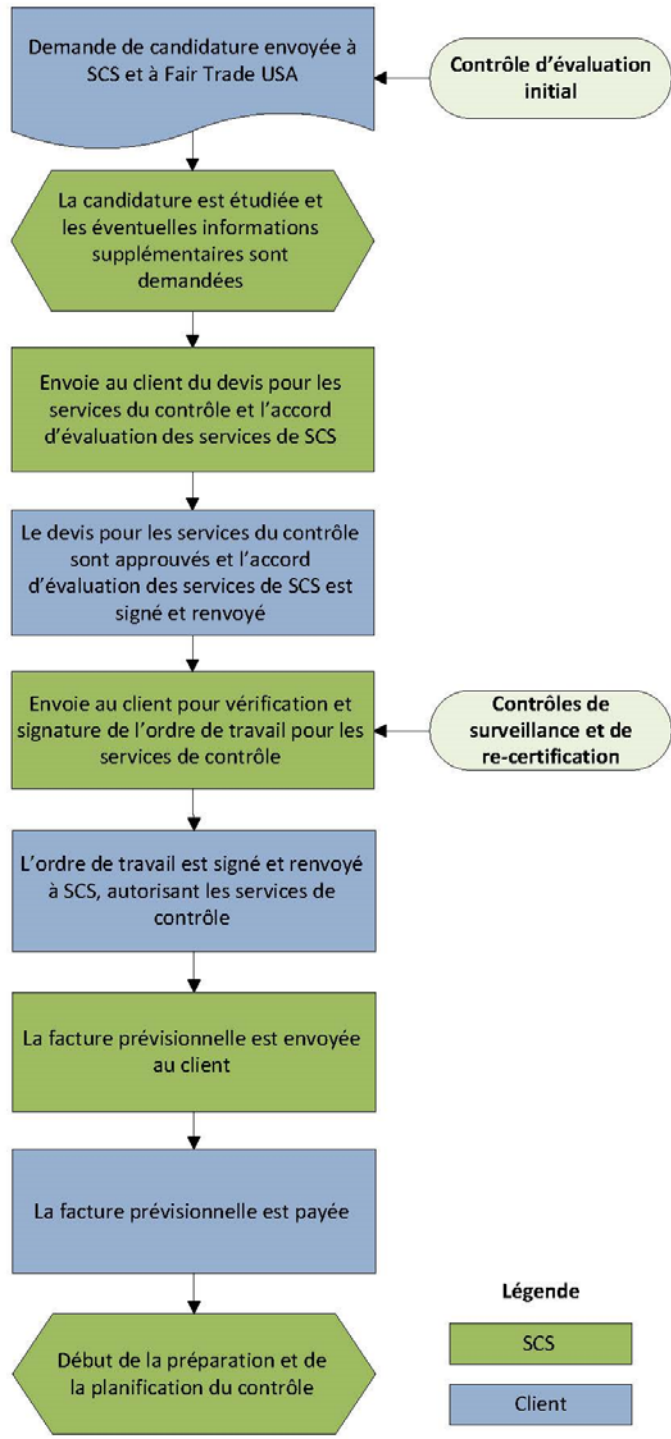 Demande de candidature envoyée à
SCS et à Fair Trade USA
Contrôle d’évaluation
initial
La candidature est étudiée et
les éventuelles informations
supplémentaires sont
demandées
Envoie au client du devis pour les
services du contrôle et l’accord
d’évaluation des services de SCS
Le devis pour les services du contrôle
sont approuvés et l’accord
d’évaluation des services de SCS est
signé et renvoyé
Envoie au client pour vérification et
signature de l’ordre de travail pour les
services de contrôle
Contrôles de
surveillance et de
re-certification
L’ordre de travail est signé et renvoyé
à SCS, autorisant les services de
contrôle
La facture prévisionnelle est envoyée
au client
La facture prévisionnelle est payée
Début de la préparation et de
la planification du contrôle
Légende
SCS
Client